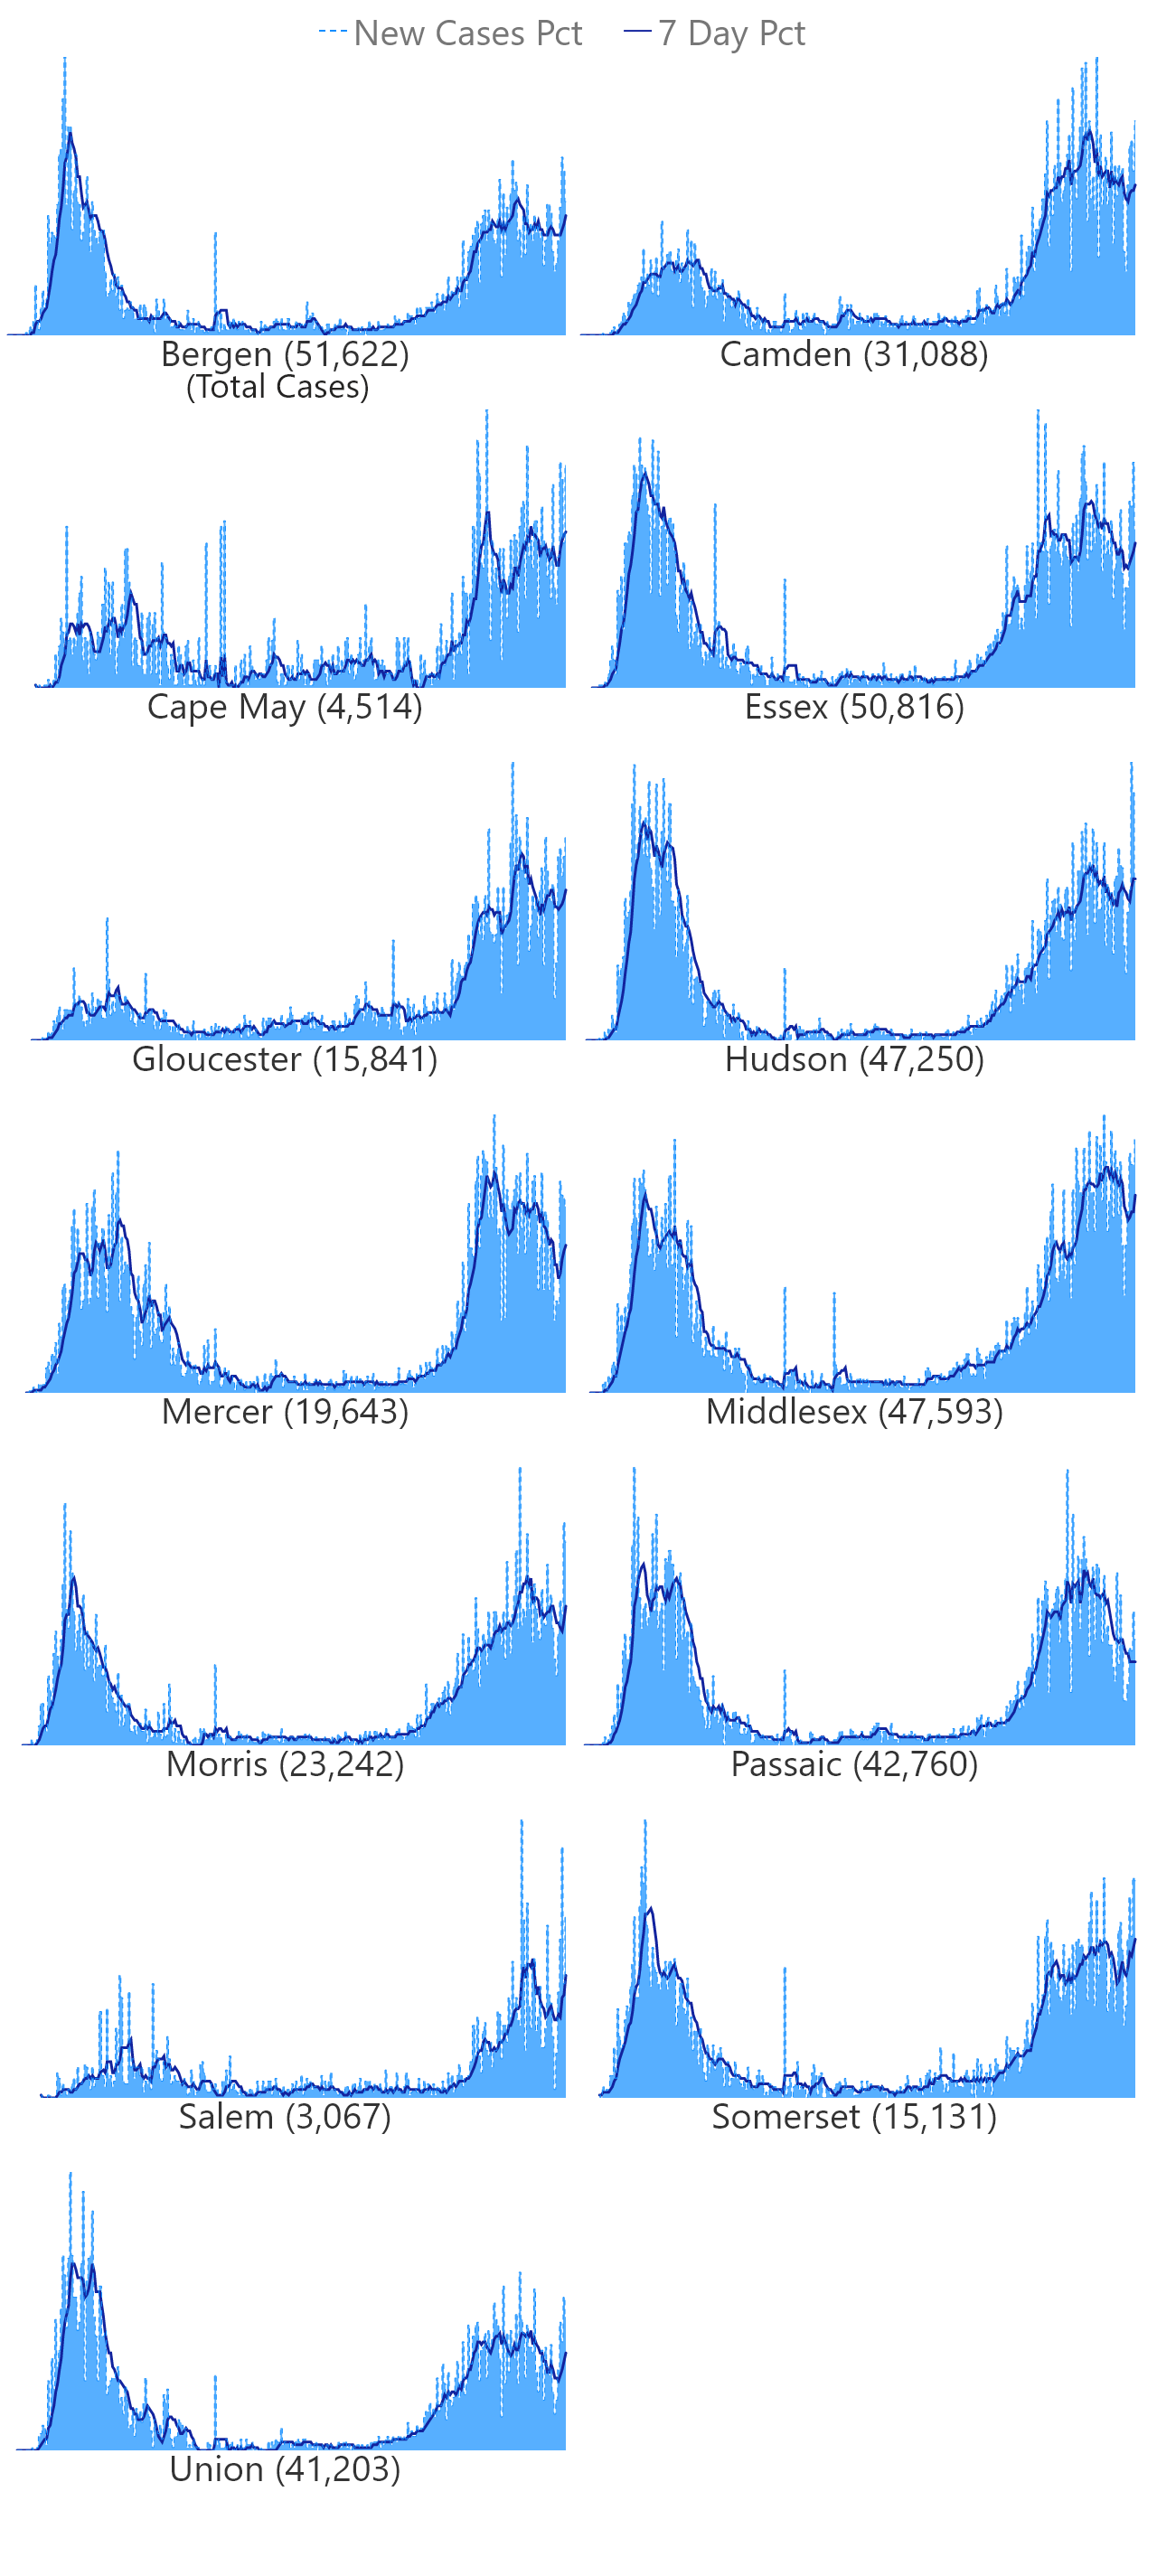 New Cases Pct 7 Day Pct
Bergen (51,622)
(Total Cases)
Camden (31,088)
Cape May (4,514)
Essex (50,816)
Gloucester (15,841)
Hudson (47,250)
Mercer (19,643)
Middlesex (47,593)
Morris (23,242)
Passaic (42,760)
Salem (3,067)
Somerset (15,131)
Union (41,203)